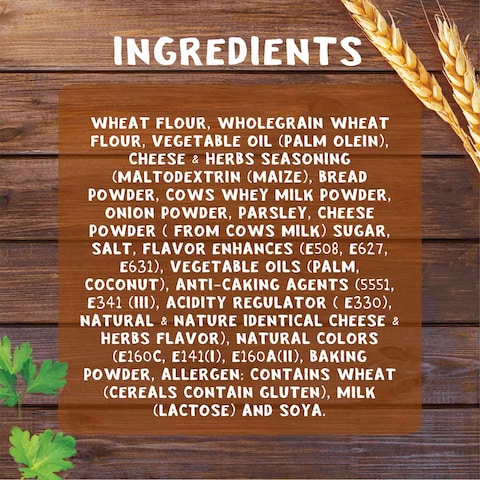 INGREDIENTS
WHEAT FLOUR, WHOLEGRAIN WHEAT
FLOUR, VEGETABLE OIL (PALM OLEIN),
CHEESE & HERBS SEASONING
(MALTODEXTRIN (MAIZE), BREAD
POWDER, COWS WHEY MILK POWDER,
ONION POWDER, PARSLEY, CHEESE
POWDER ( FROM COWS MILK) SUGAR,
SALT, FLAVOR ENHANCES (E508, E627,
E631), VEGETABLE OILS (PALM,
COCONUT), ANTI-CAKING AGENTS (5551,
E341 (III), ACIDITY REGULATOR ( E330),
NATURAL & NATURE IDENTICAL CHEESE &
HERBS FLAVOR), NATURAL COLORS
(E160C, E141(I), E160A(II), BAKING
POWDER, ALLERGEN: CONTAINS WHEAT
(CEREALS CONTAIN GLUTEN), MILK
(LACTOSE) AND SOYA.